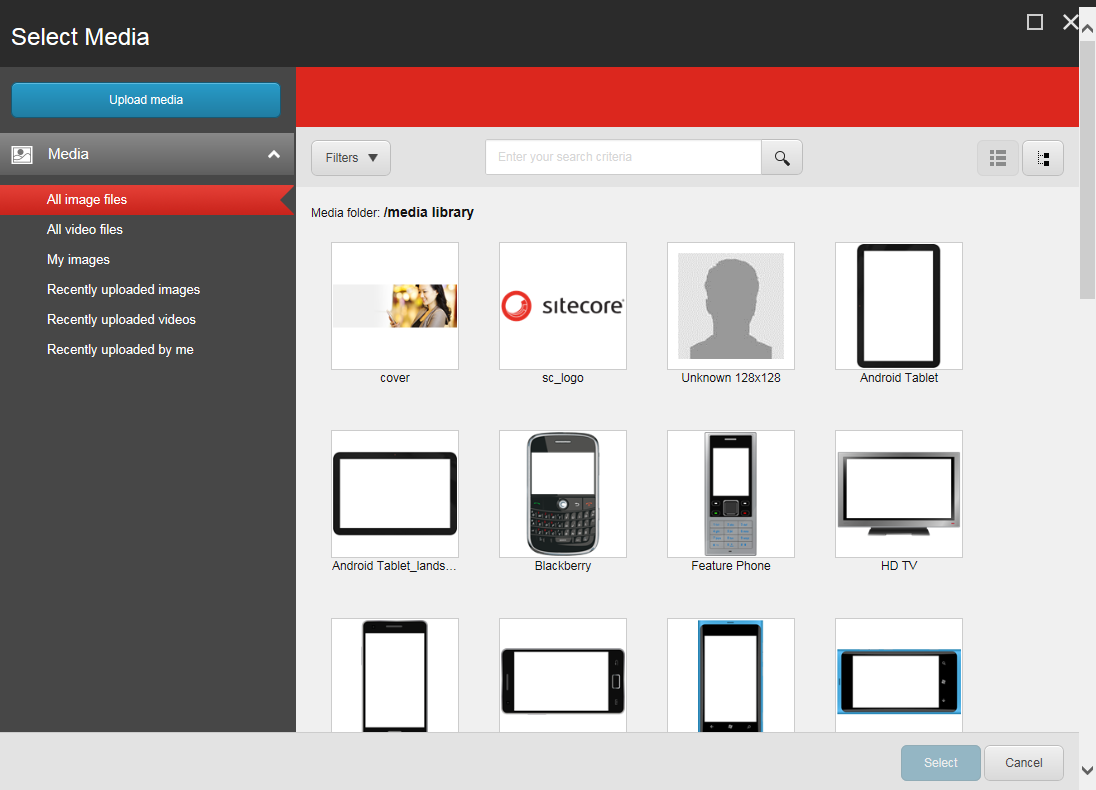 Select Media
Upload media
Media
All image files
All video files
My images
Recently uploaded images
Recently uploaded videos
Recently uploaded by me
Filters
Enter your search criteria
Media folder: /media library
sitecore
cover
sc_logo
Unknown 128x128
Android Tablet
Android Tablet_lands...
Blackberry
Feature Phone
HD TV
Select
Cancel